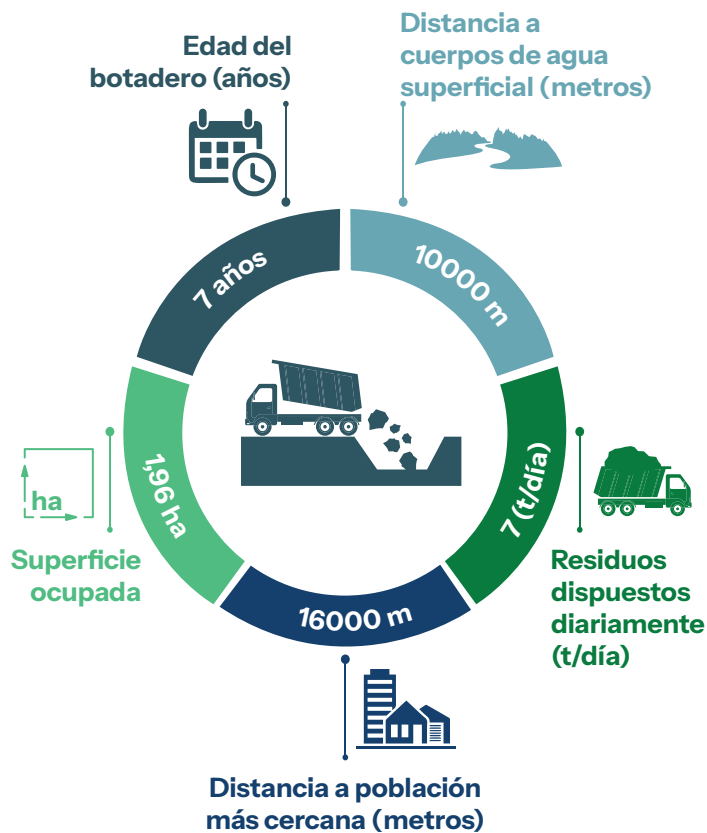 Edad del
botadero (años)
Distancia a
cuerpos de agua
superficial (metros)
7 años
10000 m
1,96 ha
7 (t/día)
16000 m
ha
Superficie
ocupada
Residuos
dispuestos
diariamente
(t/día)
Distancia a población
más cercana (metros)